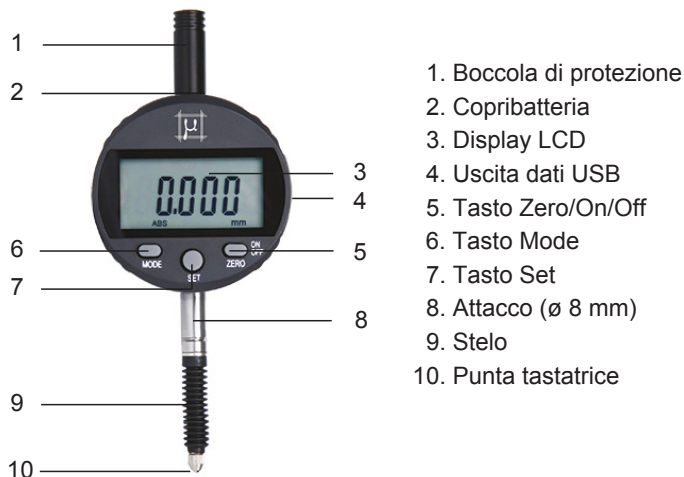 1
2
3
4
5
6
7
8
9
10
µ
0.000
ABS mm
MODE
SET
ZERO
ON
OFF
1. Boccola di protezione
2. Copribatteria
3. Display LCD
4. Uscita dati USB
5. Tasto Zero/On/Off
6. Tasto Mode
7. Tasto Set
8. Attacco (ø 8 mm)
9. Stelo
10. Punta tastatrice